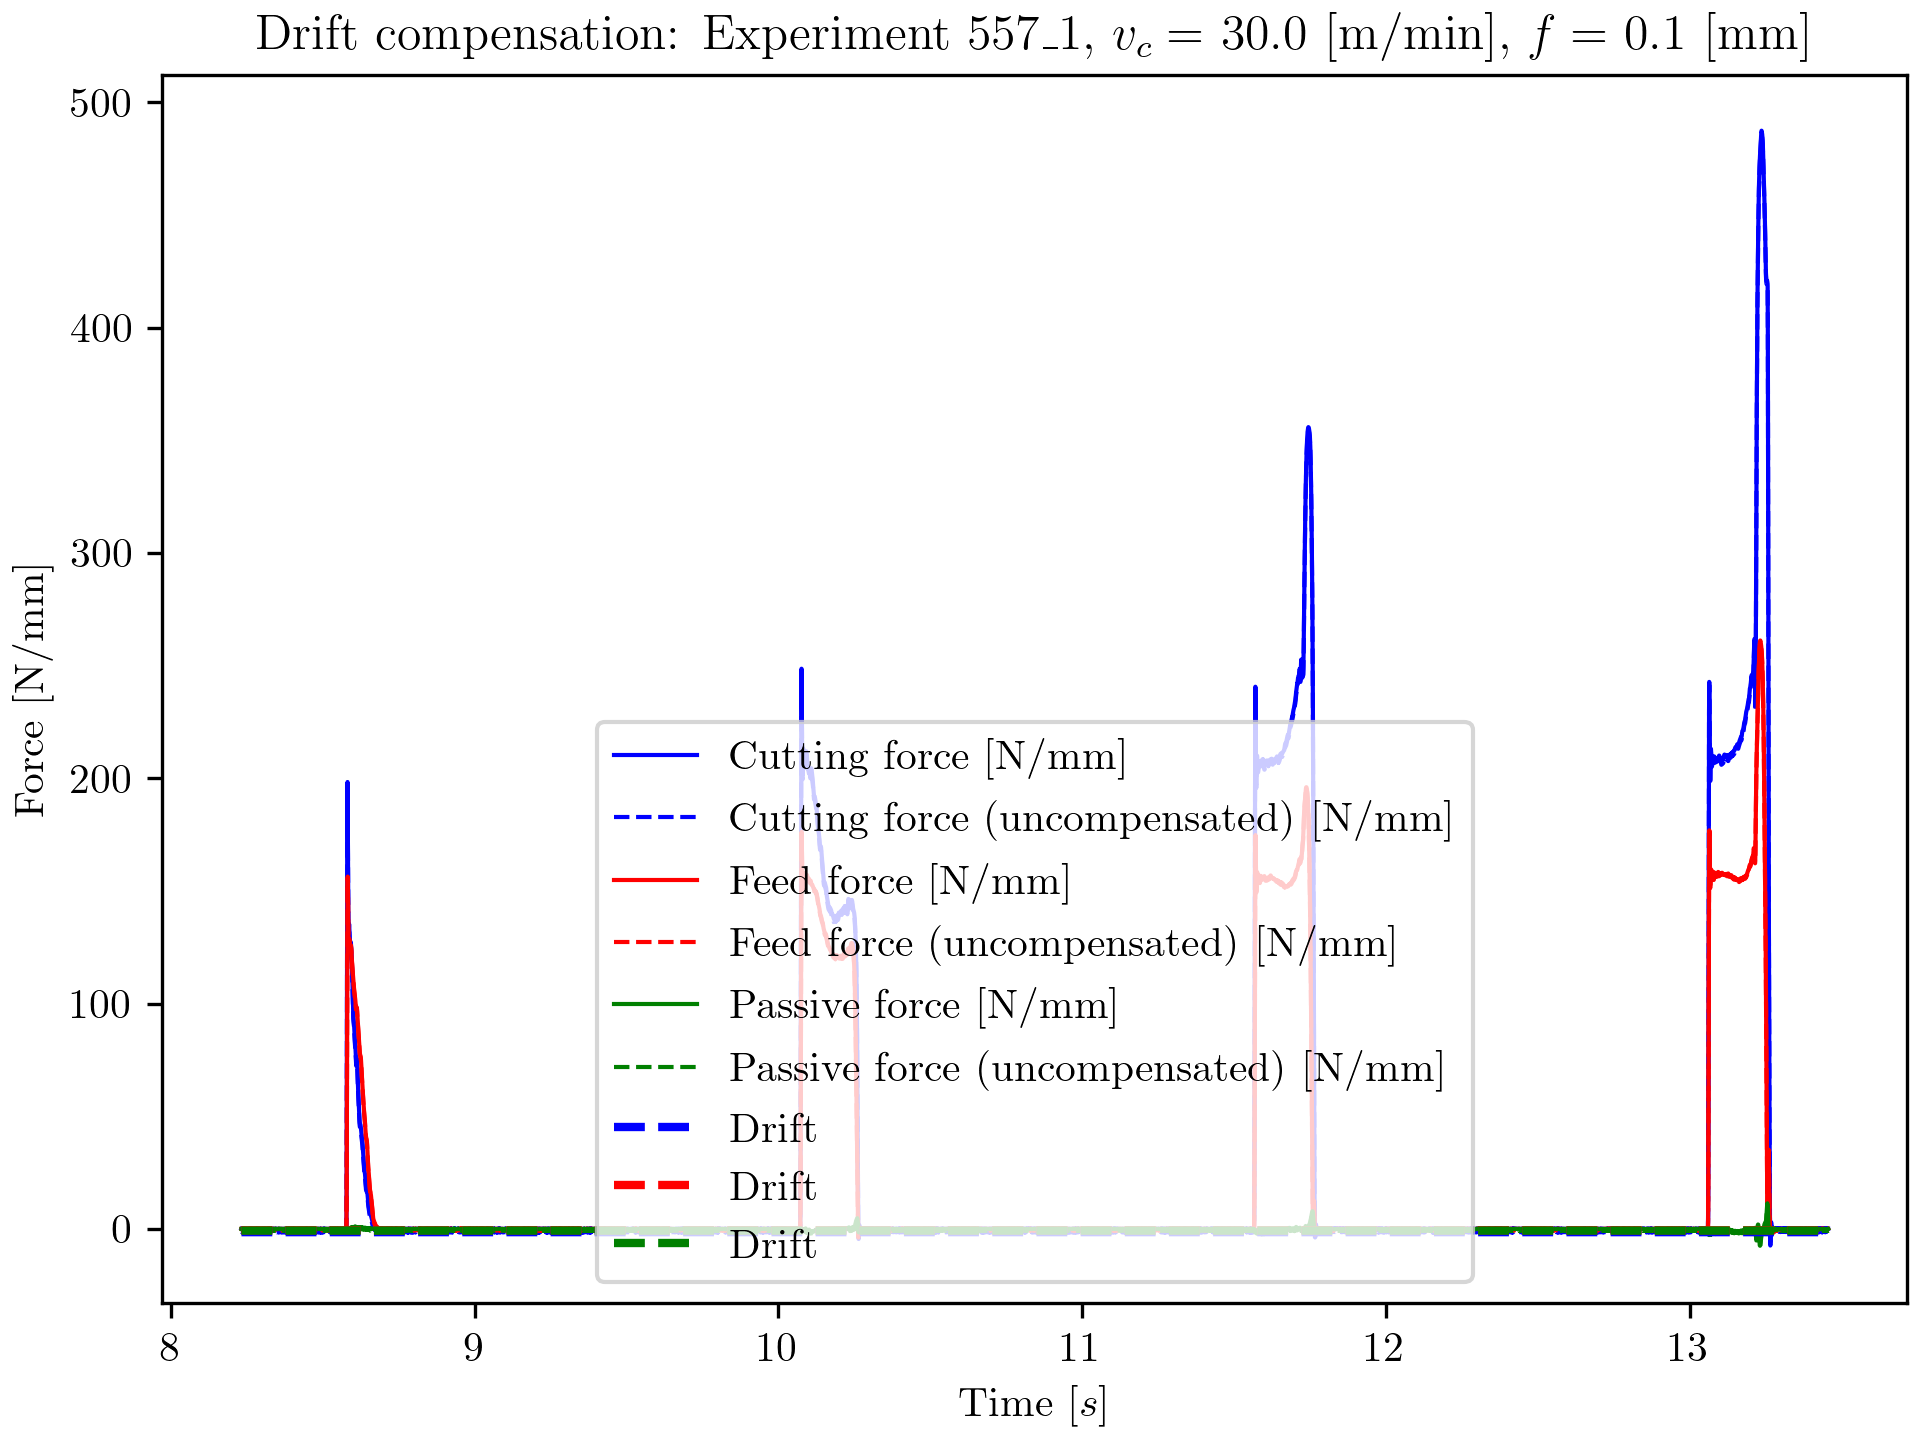 Drift compensation: Experiment 557_1, v_c = 30.0 [m/min], f = 0.1 [mm]
500
400
300
200
100
0
Force [N/mm]
Cutting force [N/mm]
Cutting force (uncompensated) [N/mm]
Feed force [N/mm]
Feed force (uncompensated) [N/mm]
Passive force [N/mm]
Passive force (uncompensated) [N/mm]
Drift
Drift
Drift
8 9 10 11 12 13
Time [s]